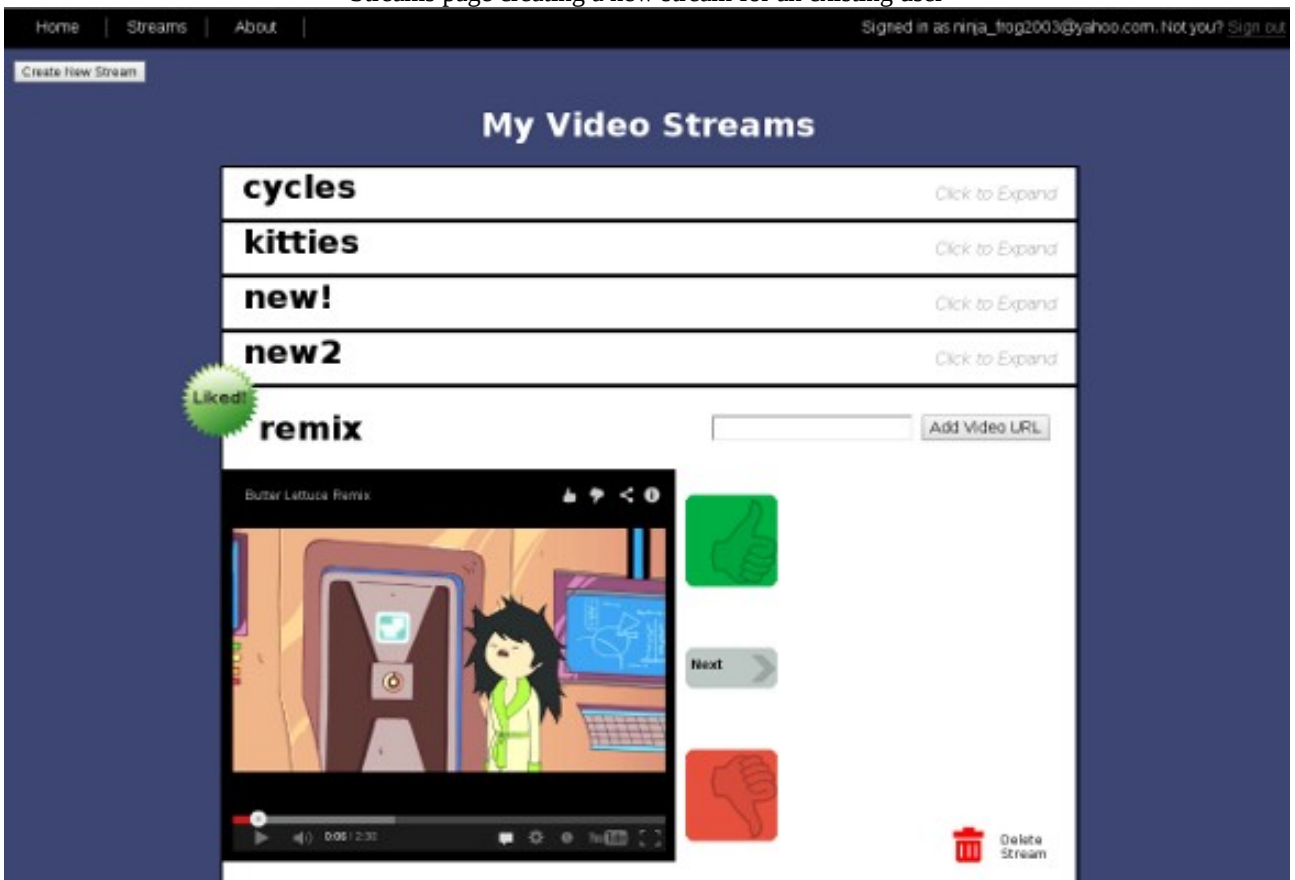 Streams page creating a new stream for an existing user
Home | Streams | About | Signed in as ninja_frog2003@yahoo.com. Not you? Sign out
Create New Stream
My Video Streams
cycles Click to Expand
kitties Click to Expand
new! Click to Expand
new2 Click to Expand
Liked!
remix Add Video URL
Butter Lettuce Remix
Next
0:06 / 2:30
Delete
Stream